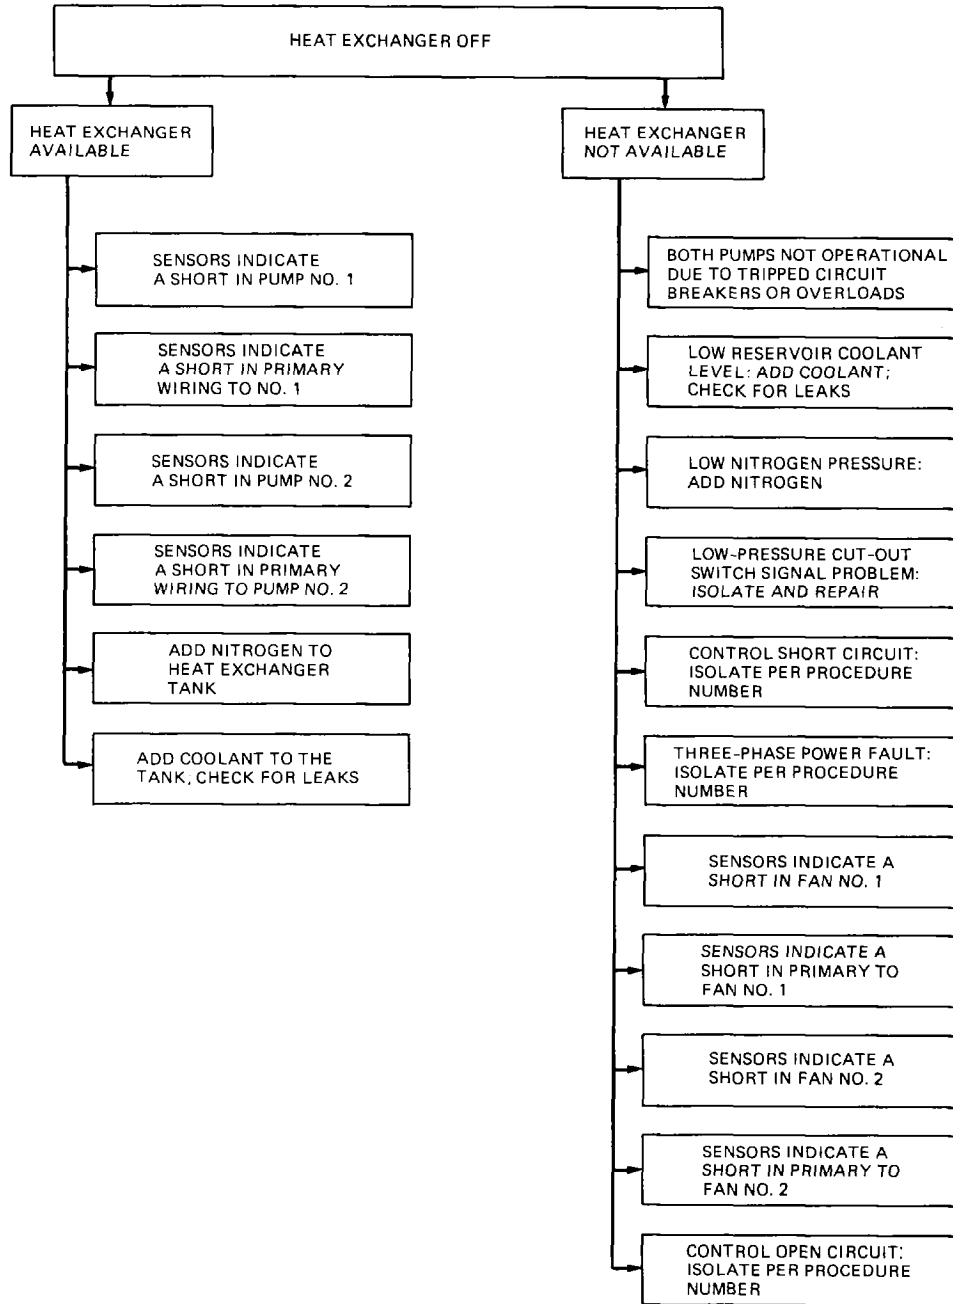 HEAT EXCHANGER OFF
HEAT EXCHANGER
AVAILABLE
SENSORS INDICATE
A SHORT IN PUMP NO. 1
SENSORS INDICATE
A SHORT IN PRIMARY
WIRING TO NO. 1
SENSORS INDICATE
A SHORT IN PUMP NO. 2
SENSORS INDICATE
A SHORT IN PRIMARY
WIRING TO PUMP NO. 2
ADD NITROGEN TO
HEAT EXCHANGER
TANK
ADD COOLANT TO THE
TANK; CHECK FOR LEAKS
HEAT EXCHANGER
NOT AVAILABLE
BOTH PUMPS NOT OPERATIONAL
DUE TO TRIPPED CIRCUIT
BREAKERS OR OVERLOADS
LOW RESERVOIR COOLANT
LEVEL: ADD COOLANT;
CHECK FOR LEAKS
LOW NITROGEN PRESSURE:
ADD NITROGEN
LOW-PRESSURE CUT-OUT
SWITCH SIGNAL PROBLEM:
ISOLATE AND REPAIR
CONTROL SHORT CIRCUIT:
ISOLATE PER PROCEDURE
NUMBER
THREE-PHASE POWER FAULT:
ISOLATE PER PROCEDURE
NUMBER
SENSORS INDICATE A
SHORT IN FAN NO. 1
SENSORS INDICATE A
SHORT IN PRIMARY TO
FAN NO. 1
SENSORS INDICATE A
SHORT IN FAN NO. 2
SENSORS INDICATE A
SHORT IN PRIMARY TO
FAN NO. 2
CONTROL OPEN CIRCUIT:
ISOLATE PER PROCEDURE
NUMBER